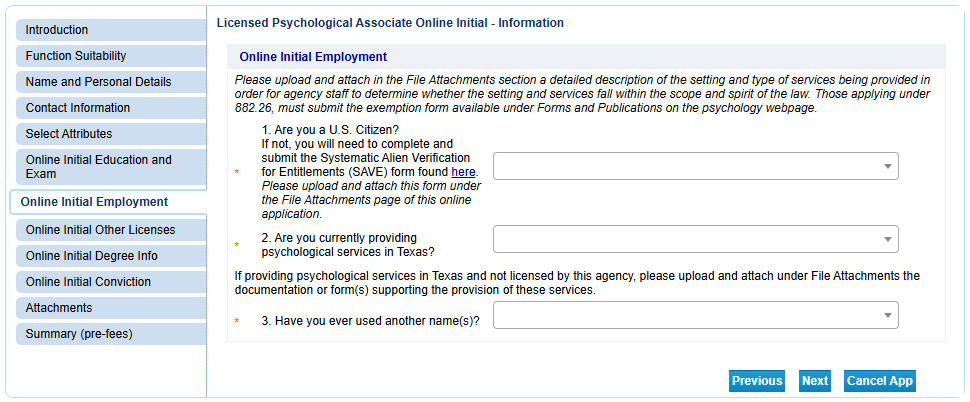 Licensed Psychological Associate Online Initial - Information
Introduction
Function Suitability
Name and Personal Details
Contact Information
Select Attributes
Online Initial Education and
Exam
Online Initial Employment
Online Initial Other Licenses
Online Initial Degree Info
Online Initial Conviction
Attachments
Summary (pre-fees)
Online Initial Employment
Please upload and attach in the File Attachments section a detailed description of the setting and type of services being provided in
order for agency staff to determine whether the setting and services fall within the scope and spirit of the law. Those applying under
882.26, must submit the exemption form available under Forms and Publications on the psychology webpage.
1. Are you a U.S. Citizen?
If not, you will need to complete and
submit the Systematic Alien Verification
* for Entitlements (SAVE) form found here.
Please upload and attach this form under
the File Attachments page of this online
application.
2. Are you currently providing
* psychological services in Texas?
If providing psychological services in Texas and not licensed by this agency, please upload and attach under File Attachments the
documentation or form(s) supporting the provision of these services.
* 3. Have you ever used another name(s)?
Previous Next Cancel App